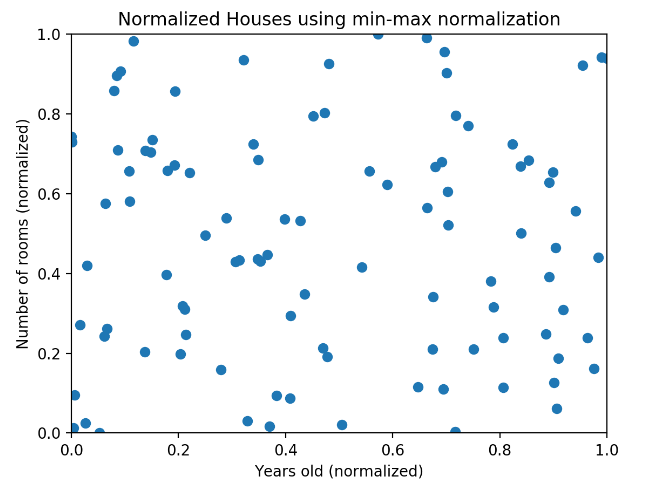 Normalized Houses using min-max normalization
Number of rooms (normalized)
1.0
0.8
0.6
0.4
0.2
0.0
0.0 0.2 0.4 0.6 0.8 1.0
Years old (normalized)